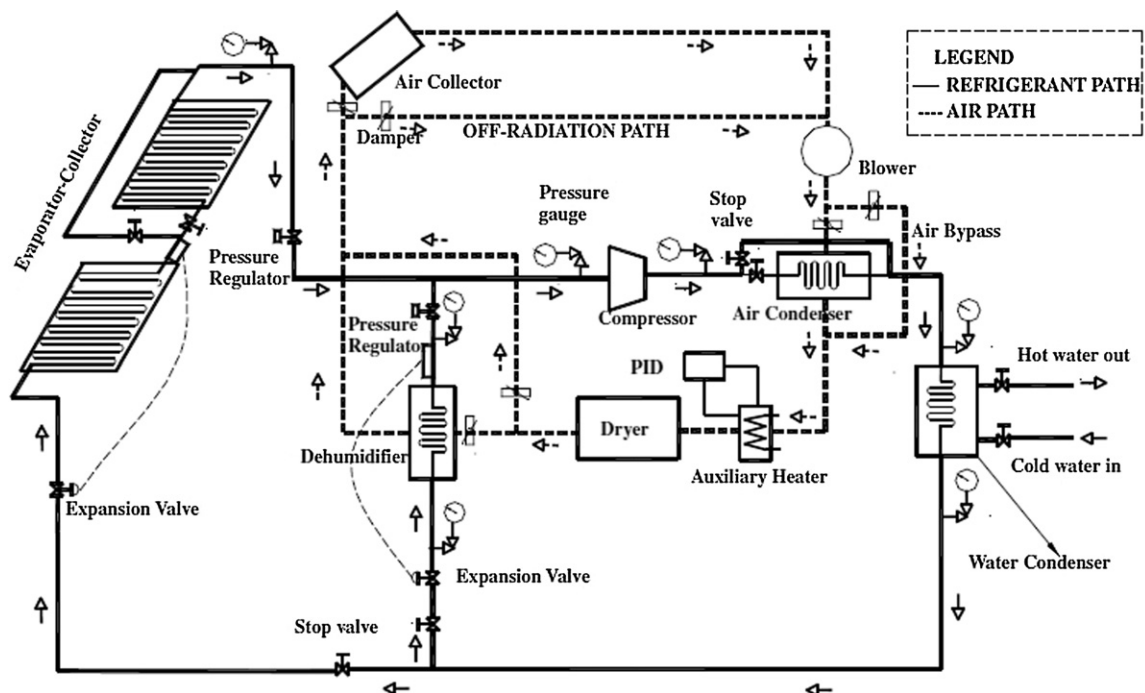 LEGEND
REFRIGERANT PATH
AIR PATH
Air Collector
Damper
OFF-RADIATION PATH
Blower
Evaporator-Collector
Pressure
gauge
Stop
valve
Air Bypass
Pressure
Regulator
Compressor
Air Condenser
Pressure
Regulator
PID
Hot water out
Dryer
Dehumidifier
Auxiliary Heater
Cold water in
Expansion Valve
Expansion Valve
Water Condenser
Stop valve